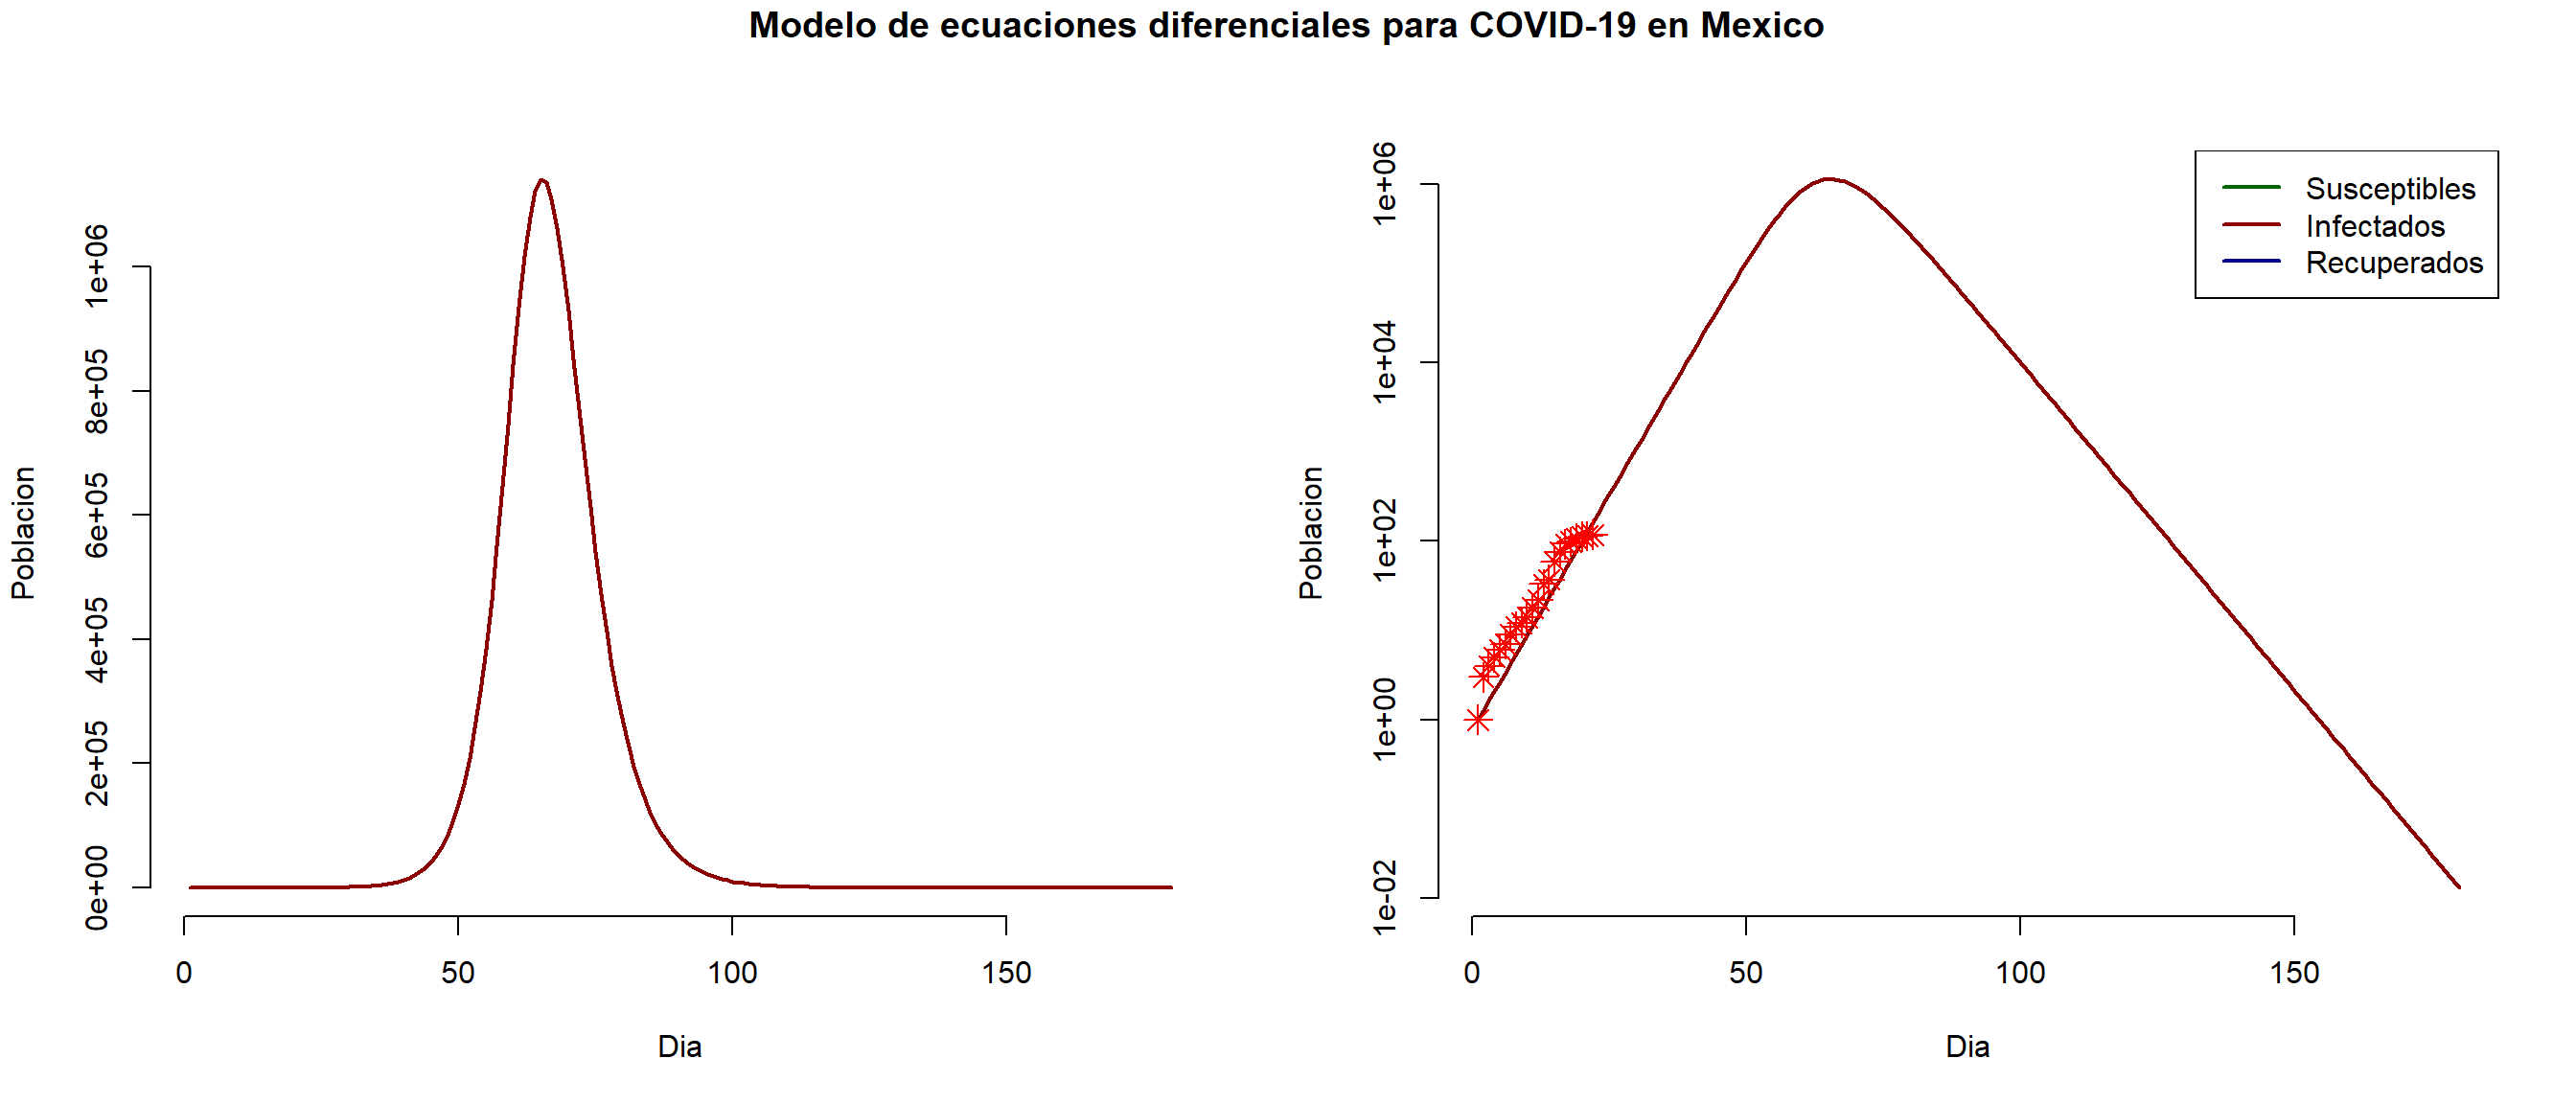 Modelo de ecuaciones diferenciales para COVID-19 en Mexico
Poblacion
1e+06
8e+05
6e+05
4e+05
2e+05
0e+00
0 50 100 150
Dia
Poblacion
1e+06
1e+04
1e+02
1e+00
1e-02
0 50 100 150
Dia
Susceptibles
Infectados
Recuperados